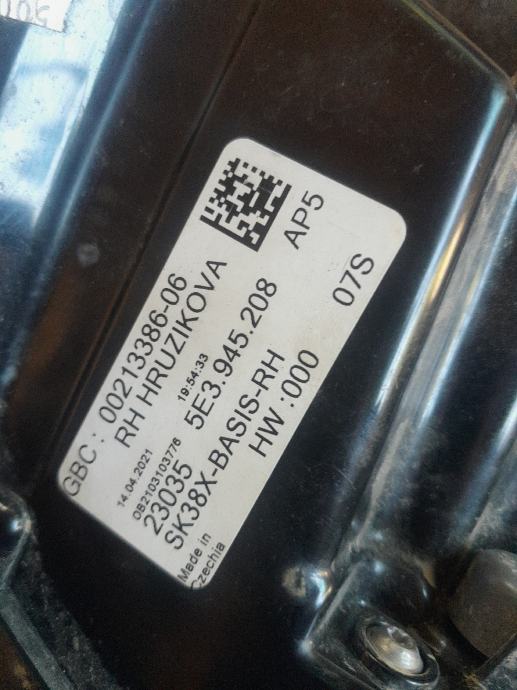 GBC: 00213386-06
RH HRUZIKOVA
14.04.2021 19:54:33 AP5
0B2103103776
23035 5E3.945.208
SK38X-BASIS-RH 07S
HW :000
Made in
Czechia